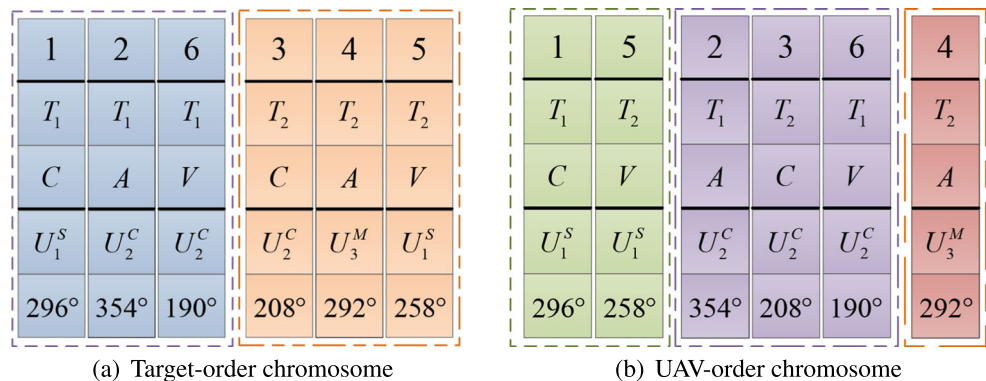 1 2 6 3 4 5 1 5 2 3 6 4
T₁ T₁ T₁ T₂ T₂ T₂ T₁ T₂ T₁ T₂ T₁ T₂
C A V C A V C V A C V A
U₁ˢ U₂ᶜ U₂ᶜ U₂ᶜ U₃ᴹ U₁ˢ U₁ˢ U₁ˢ U₂ᶜ U₂ᶜ U₂ᶜ U₃ᴹ
296° 354° 190° 208° 292° 258° 296° 258° 354° 208° 190° 292°
(a) Target-order chromosome (b) UAV-order chromosome